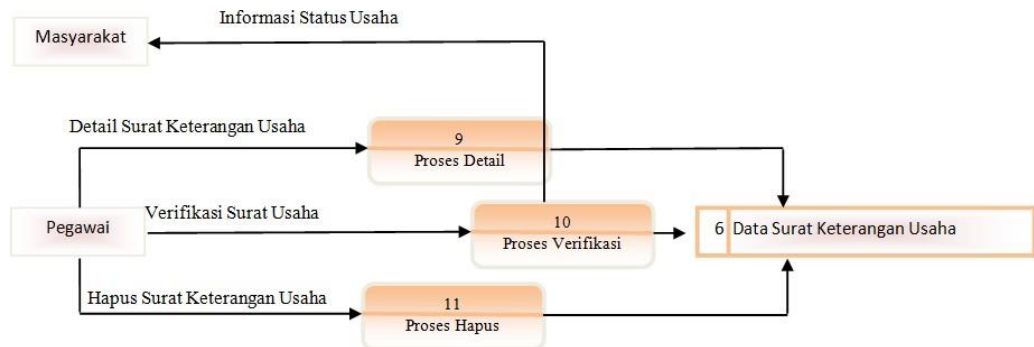 Informasi Status Usaha
Masyarakat
Detail Surat Keterangan Usaha
9
Proses Detail
Pegawai
Verifikasi Surat Usaha
10
Proses Verifikasi
6 Data Surat Keterangan Usaha
Hapus Surat Keterangan Usaha
11
Proses Hapus